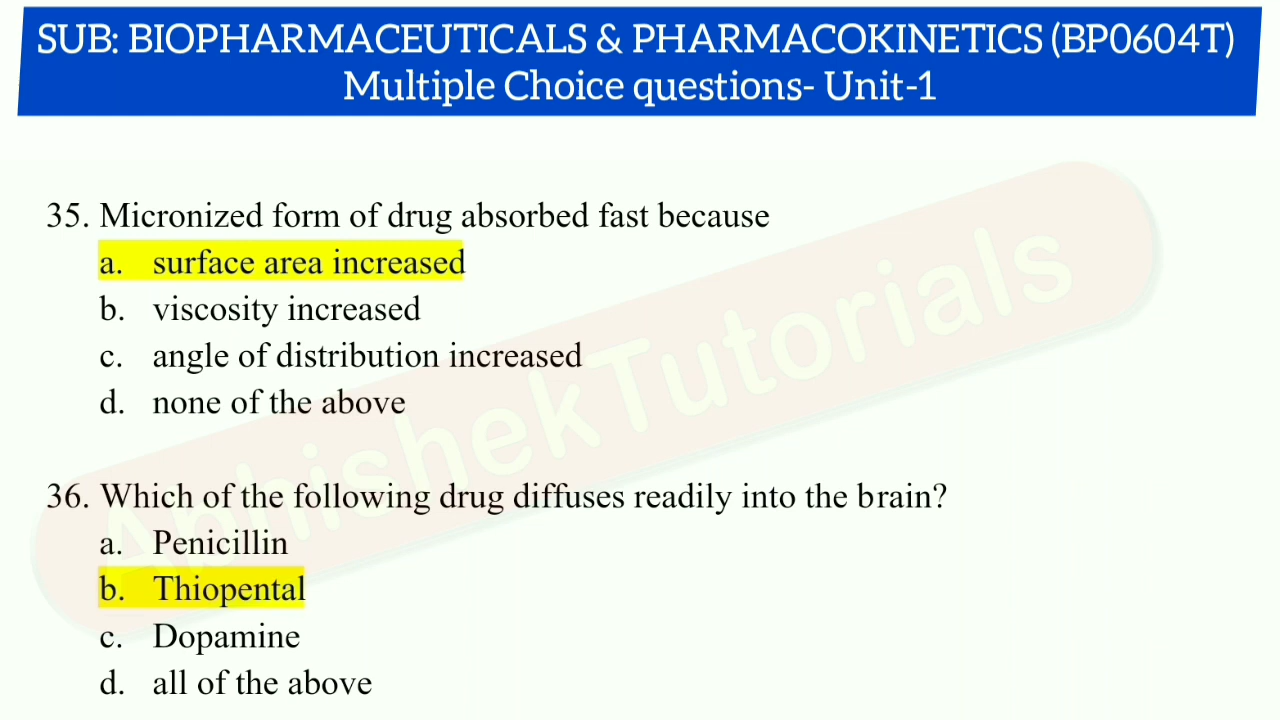 SUB: BIOPHARMACEUTICALS & PHARMACOKINETICS (BP0604T)
Multiple Choice questions- Unit-1
35. Micronized form of drug absorbed fast because
a. surface area increased
b. viscosity increased
c. angle of distribution increased
d. none of the above
AbhishekTutorials
36. Which of the following drug diffuses readily into the brain?
a. Penicillin
b. Thiopental
c. Dopamine
d. all of the above